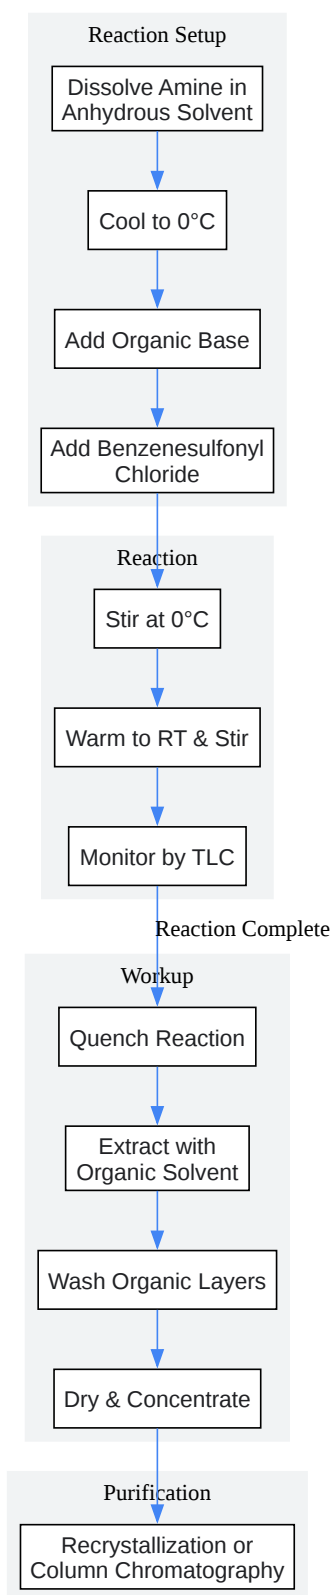 Reaction Setup
Dissolve Amine in
Anhydrous Solvent
Cool to 0°C
Add Organic Base
Add Benzenesulfonyl
Chloride
Reaction
Stir at 0°C
Warm to RT & Stir
Monitor by TLC
Reaction Complete
Workup
Quench Reaction
Extract with
Organic Solvent
Wash Organic Layers
Dry & Concentrate
Purification
Recrystallization or
Column Chromatography